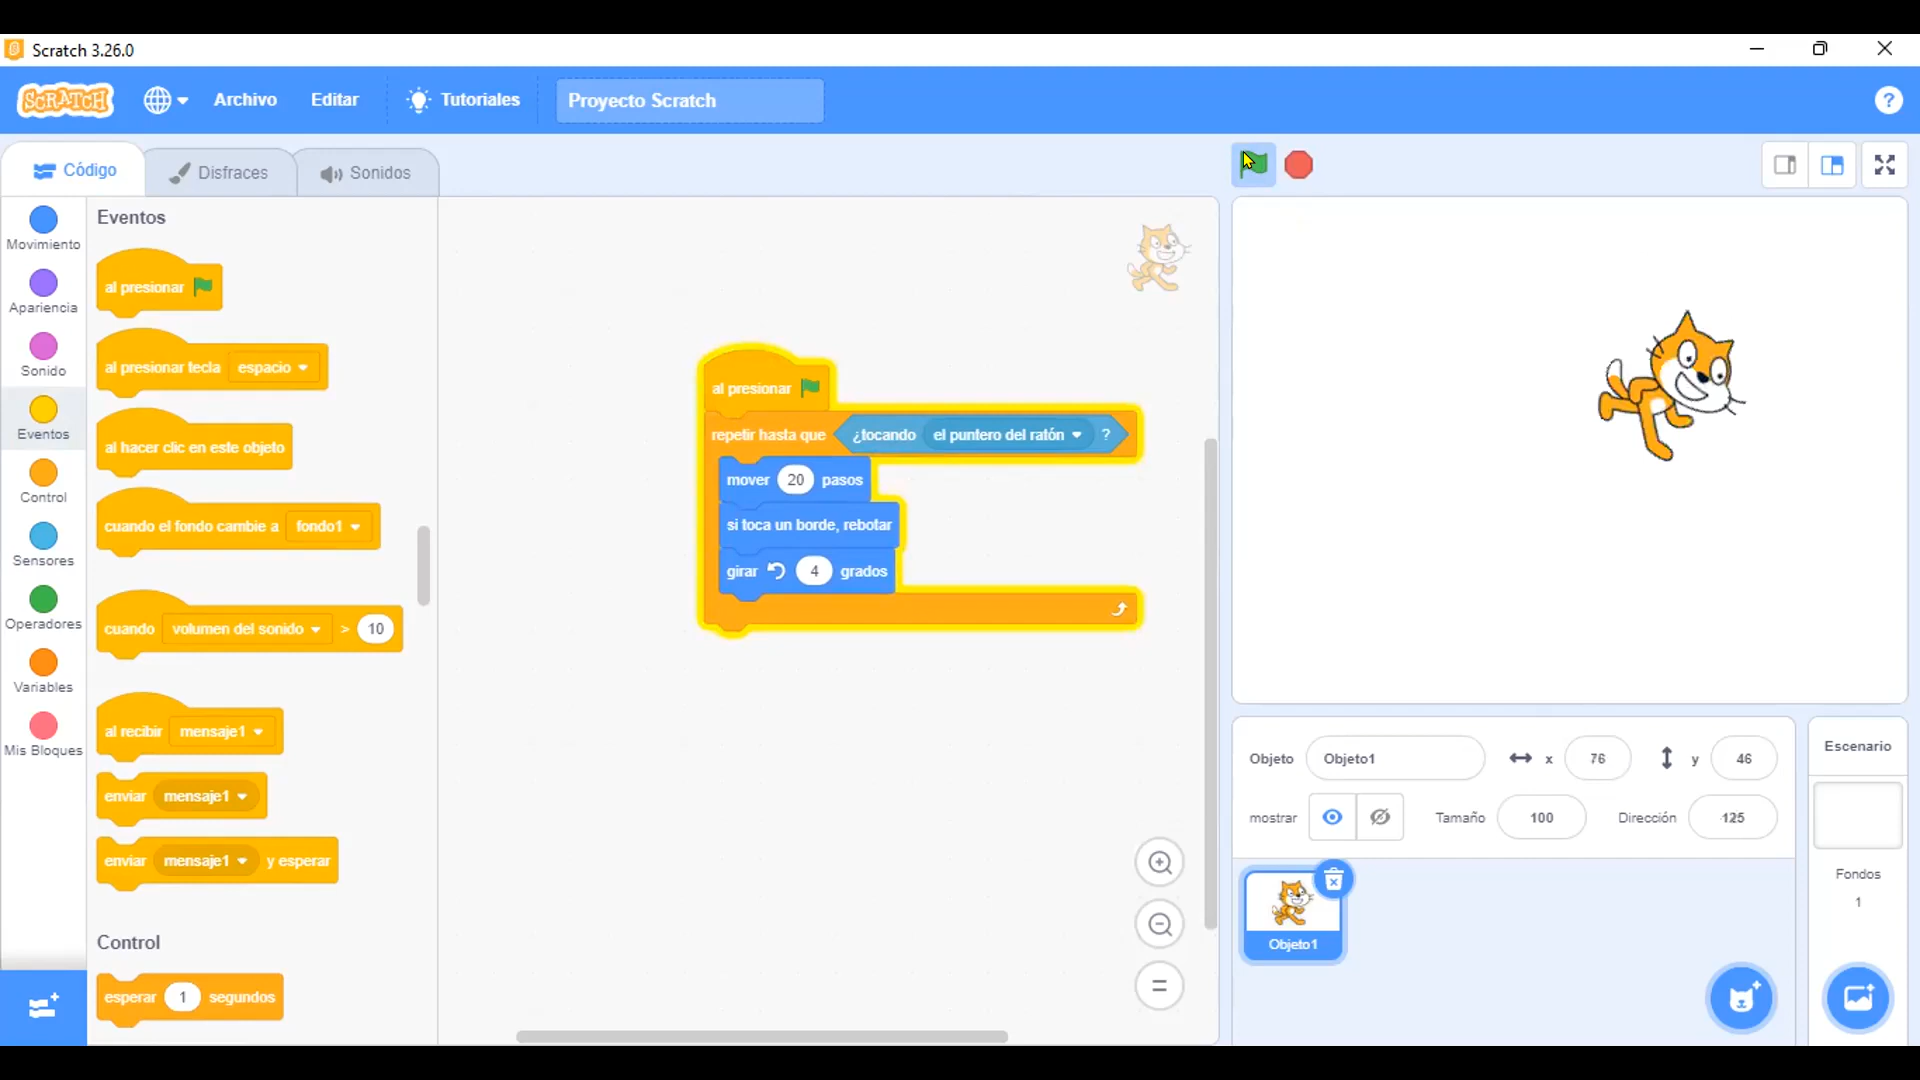 Scratch 3.26.0
SCRATCH
Archivo
Editar
Tutoriales
Proyecto Scratch
?
Código
Disfraces
Sonidos
Movimiento
Apariencia
Sonido
Eventos
Control
Sensores
Operadores
Variables
Mis Bloques
Eventos
al presionar
al presionar tecla espacio
al hacer clic en este objeto
cuando el fondo cambie a fondo1
cuando volumen del sonido > 10
al recibir mensaje1
enviar mensaje1
enviar mensaje1 y esperar
Control
esperar 1 segundos
al presionar
repetir hasta que ¿tocando el puntero del ratón ?
mover 20 pasos
si toca un borde, rebotar
girar 4 grados
Objeto Objeto1 x 76 y 46
mostrar Tamaño 100 Dirección 125
Objeto1
Escenario
Fondos
1